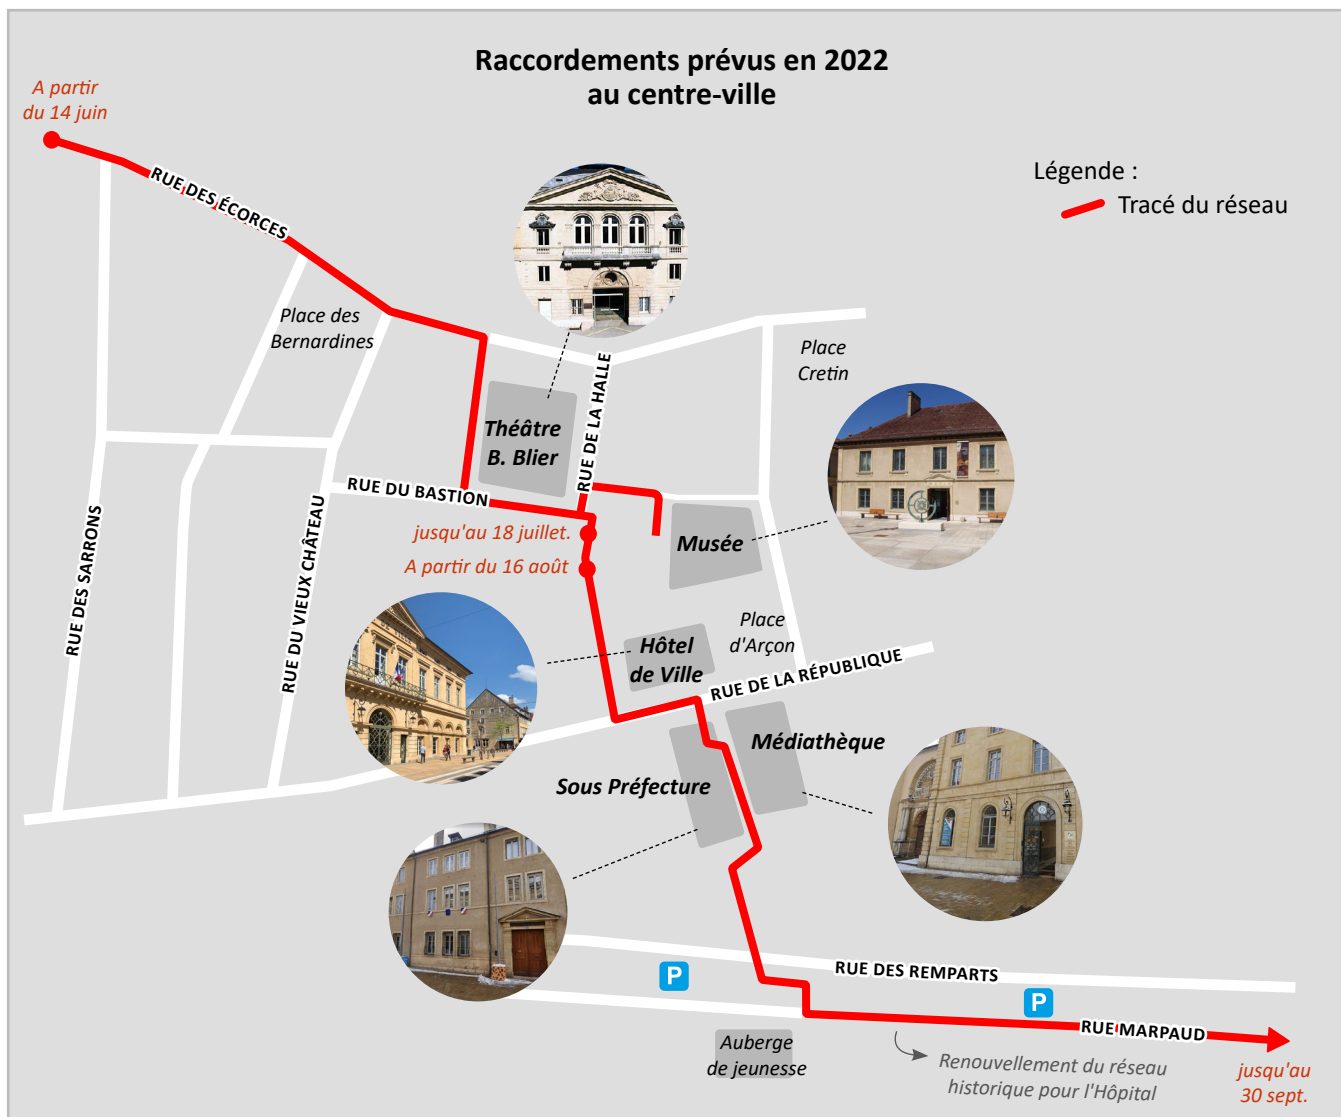 Raccordements prévus en 2022
au centre-ville
A partir
du 14 juin
Légende :
Tracé du réseau
RUE DES ÉCORCES
Place des
Bernardines
RUE DE LA HALLE
Place
Cretin
Théâtre
B. Blier
RUE DU BASTION
jusqu'au 18 juillet.
A partir du 16 août
Musée
RUE DES SARRONS
RUE DU VIEUX CHÂTEAU
Place
d'Arçon
Hôtel
de Ville
RUE DE LA RÉPUBLIQUE
Médiathèque
Sous Préfecture
RUE DES REMPARTS
P
P
RUE MARPAUD
Auberge
de jeunesse
Renouvellement du réseau
historique pour l'Hôpital
jusqu'au
30 sept.